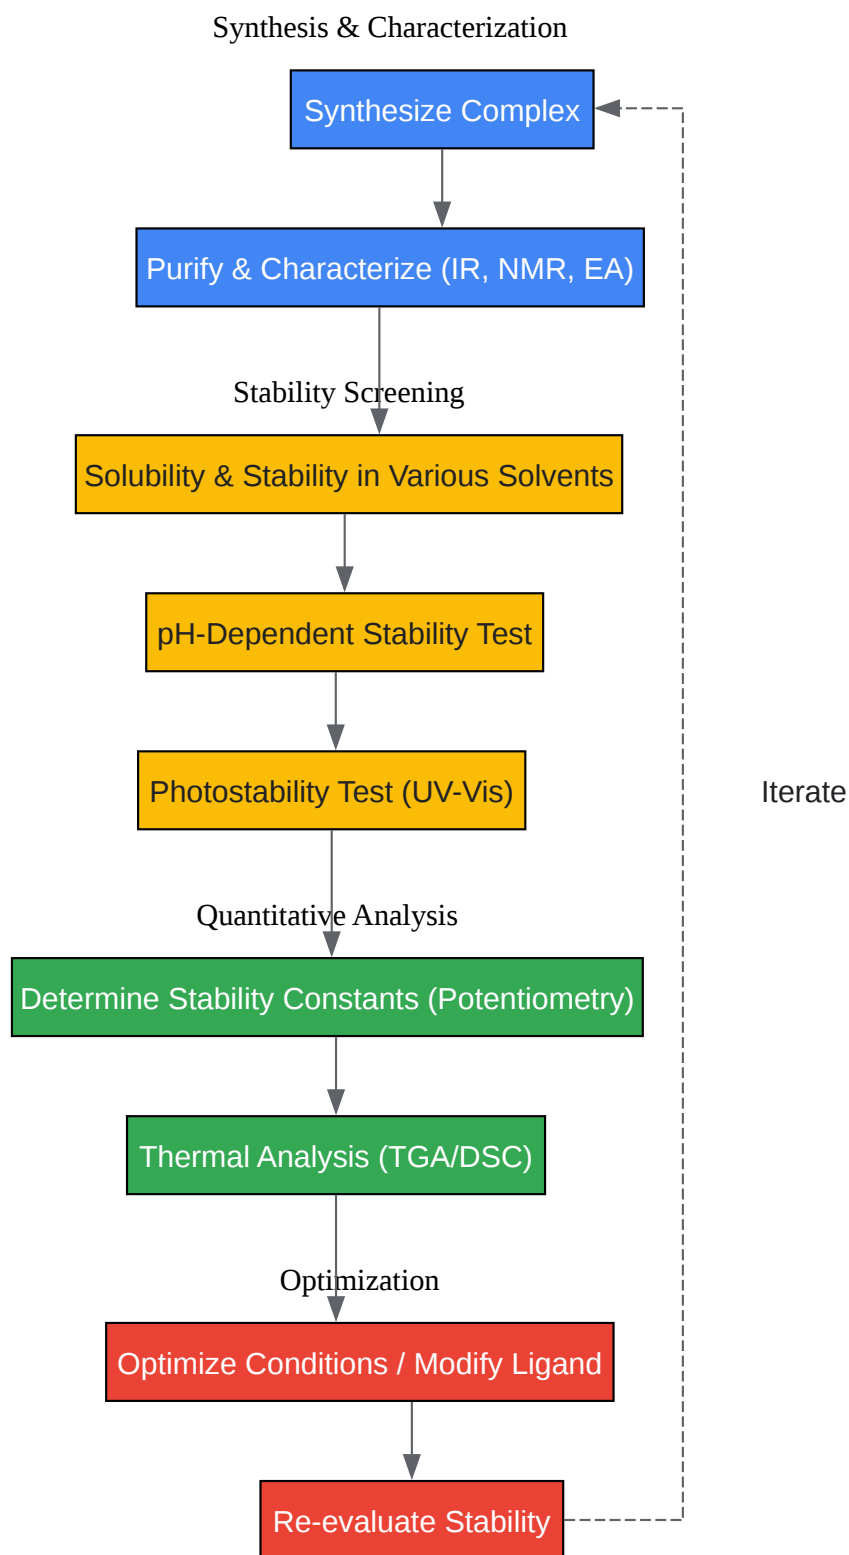 Synthesis & Characterization
Synthesize Complex
Purify & Characterize (IR, NMR, EA)
Stability Screening
Solubility & Stability in Various Solvents
pH-Dependent Stability Test
Photostability Test (UV-Vis)
Iterate
Quantitative Analysis
Determine Stability Constants (Potentiometry)
Thermal Analysis (TGA/DSC)
Optimization
Optimize Conditions / Modify Ligand
Re-evaluate Stability